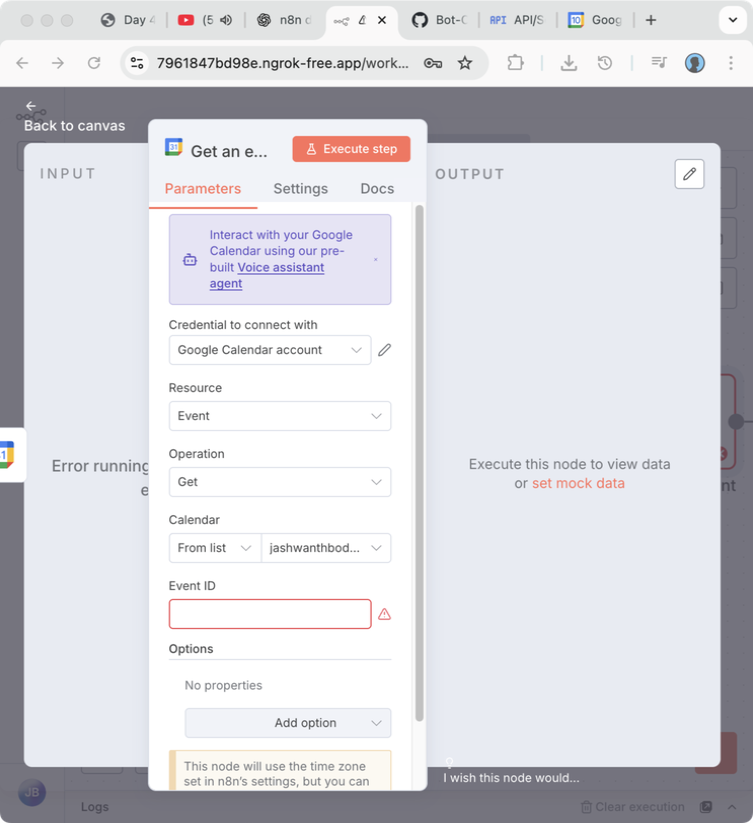 Day 4
(5
n8n d
Bot-C
API API/S
Goog
7961847bd98e.ngrok-free.app/work...
Back to canvas
INPUT
Get an e...
Execute step
OUTPUT
Parameters
Settings
Docs
Interact with your Google
Calendar using our pre-
built Voice assistant
agent
Credential to connect with
Google Calendar account
Resource
Event
Operation
Get
Calendar
From list
jashwanthbod...
Event ID
Options
No properties
Add option
This node will use the time zone
set in n8n's settings, but you can
Error running
e
Execute this node to view data
or set mock data
nt
I wish this node would...
JB
Logs
Clear execution